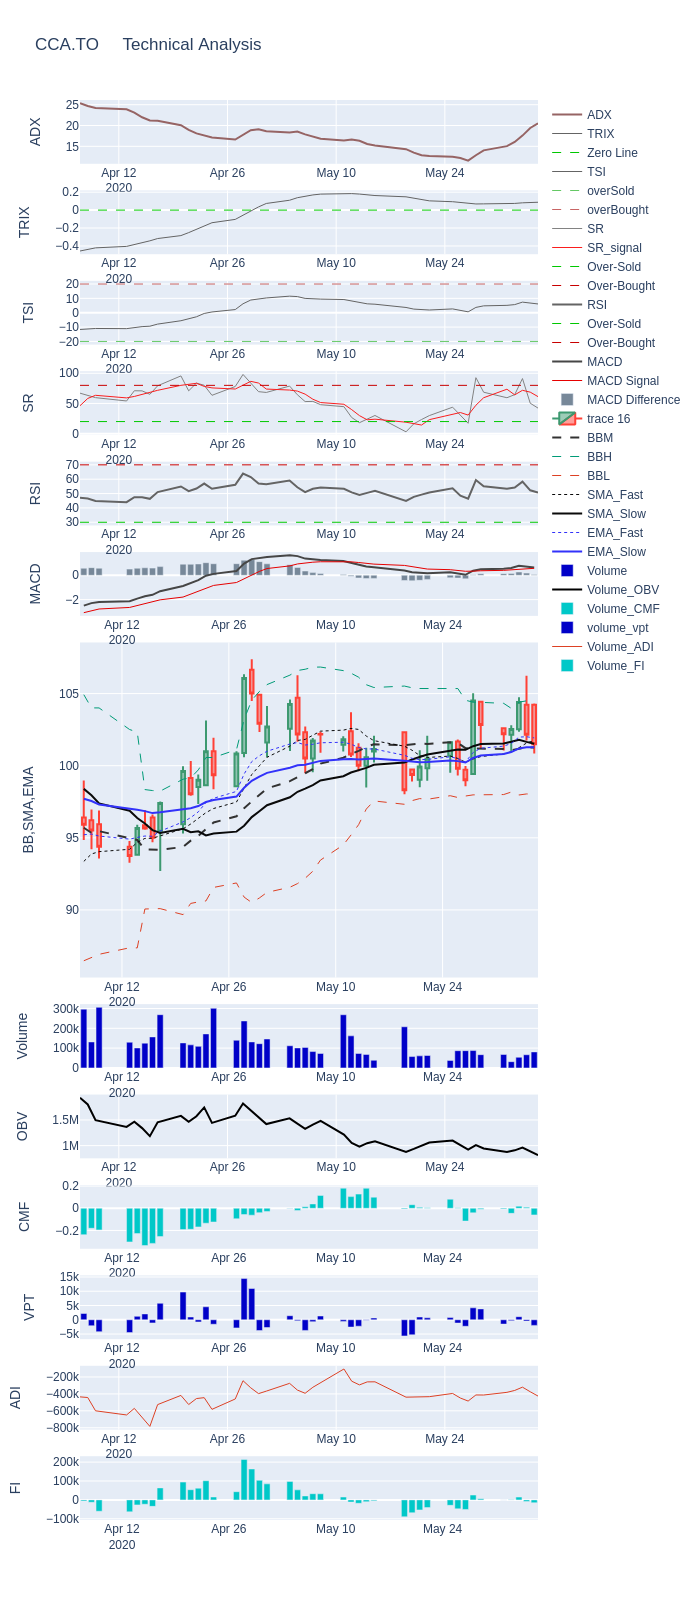 CCA.TO Technical Analysis
ADX
25
20
15
Apr 12
2020
Apr 26
May 10
May 24
TRIX
0.2
0
−0.2
−0.4
Apr 12
2020
Apr 26
May 10
May 24
TSI
20
10
0
−10
−20
Apr 12
2020
Apr 26
May 10
May 24
SR
100
50
0
Apr 12
2020
Apr 26
May 10
May 24
RSI
70
60
50
40
30
Apr 12
2020
Apr 26
May 10
May 24
MACD
0
−2
Apr 12
2020
Apr 26
May 10
May 24
BB,SMA,EMA
105
100
95
90
Apr 12
2020
Apr 26
May 10
May 24
Volume
300k
200k
100k
0
Apr 12
2020
Apr 26
May 10
May 24
OBV
1.5M
1M
Apr 12
2020
Apr 26
May 10
May 24
CMF
0.2
0
−0.2
Apr 12
2020
Apr 26
May 10
May 24
VPT
15k
10k
5k
0
−5k
Apr 12
2020
Apr 26
May 10
May 24
ADI
−200k
−400k
−600k
−800k
Apr 12
2020
Apr 26
May 10
May 24
FI
200k
100k
0
−100k
Apr 12
2020
Apr 26
May 10
May 24
ADX
TRIX
Zero Line
TSI
overSold
overBought
SR
SR_signal
Over-Sold
Over-Bought
RSI
Over-Sold
Over-Bought
MACD
MACD Signal
MACD Difference
trace 16
BBM
BBH
BBL
SMA_Fast
SMA_Slow
EMA_Fast
EMA_Slow
Volume
Volume_OBV
Volume_CMF
volume_vpt
Volume_ADI
Volume_FI